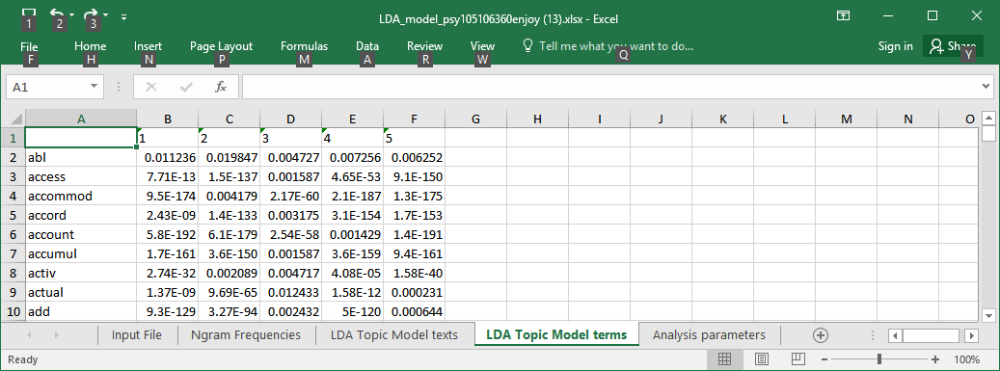 LDA_model_psy105106360enjoy (13).xlsx - Excel
1 2 3
File Home Insert Page Layout Formulas Data Review View Tell me what you want to do... Sign in Share
F H N P M A R W Q Y
A1 fx
A B C D E F G H I J K L M N O
1 1 2 3 4 5
2 abl 0.011236 0.019847 0.004727 0.007256 0.006252
3 access 7.71E-13 1.5E-137 0.001587 4.65E-53 9.1E-150
4 accommod 9.5E-174 0.004179 2.17E-60 2.1E-187 1.3E-175
5 accord 2.43E-09 1.4E-133 0.003175 3.1E-154 1.7E-153
6 account 5.8E-192 6.1E-179 2.54E-58 0.001429 1.4E-191
7 accumul 1.7E-161 3.6E-150 0.001587 3.6E-159 9.4E-161
8 activ 2.74E-32 0.002089 0.004717 4.08E-05 1.58E-40
9 actual 1.37E-09 9.69E-65 0.012433 1.58E-12 0.000231
10 add 9.3E-129 3.27E-94 0.002432 5E-120 0.000644
Input File Ngram Frequencies LDA Topic Model texts LDA Topic Model terms Analysis parameters
Ready 100%